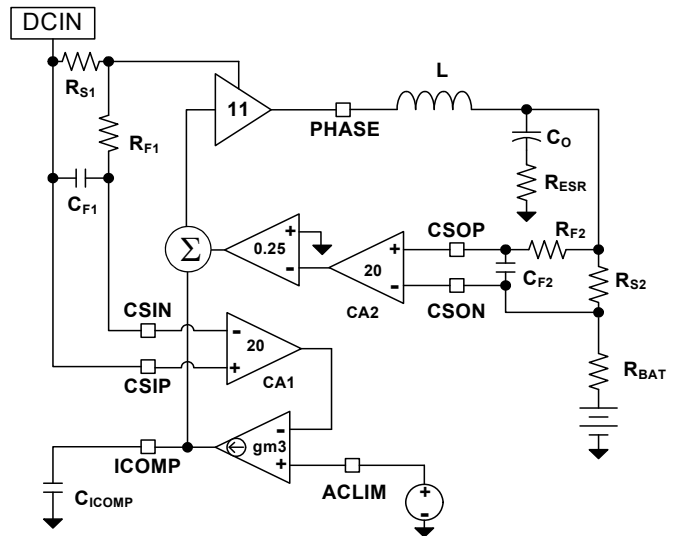 DCIN
R_S1
R_F1
C_F1
11
PHASE
L
C_O
R_ESR
Σ
0.25
+
-
20
+
-
CA2
CSOP
CSON
R_F2
C_F2
R_S2
R_BAT
CSIN
CSIP
-
20
+
CA1
ICOMP
gm3
-
+
ACLIM
C_ICOMP
+
-